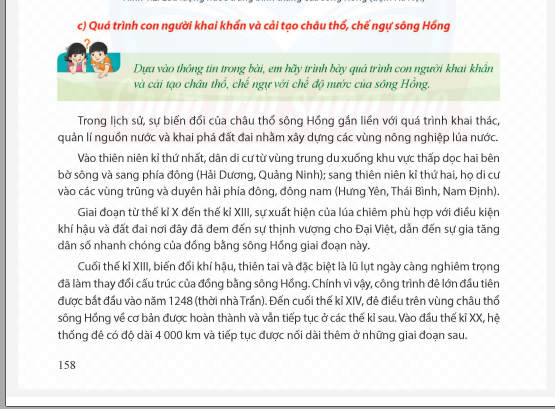 c) Quá trình con người khai khẩn và cải tạo châu thổ, chế ngự sông Hồng
Dựa vào thông tin trong bài, em hãy trình bày quá trình con người khai khẩn
và cải tạo châu thổ, chế ngự với chế độ nước của sông Hồng.
Trong lịch sử, sự biến đổi của châu thổ sông Hồng gắn liền với quá trình khai thác,
quản lí nguồn nước và khai phá đất đai nhằm xây dựng các vùng nông nghiệp lúa nước.
Vào thiên niên kỉ thứ nhất, dân di cư từ vùng trung du xuống khu vực thấp dọc hai bên
bờ sông và sang phía đông (Hải Dương, Quảng Ninh); sang thiên niên kỉ thứ hai, họ di cư
vào các vùng trũng và duyên hải phía đông, đông nam (Hưng Yên, Thái Bình, Nam Định).
Giai đoạn từ thế kỉ X đến thế kỉ XIII, sự xuất hiện của lúa chiêm phù hợp với điều kiện
khí hậu và đất đai nơi đây đã đem đến sự thịnh vượng cho Đại Việt, dẫn đến sự gia tăng
dân số nhanh chóng của đồng bằng sông Hồng giai đoạn này.
Cuối thế kỉ XIII, biến đổi khí hậu, thiên tai và đặc biệt là lũ lụt ngày càng nghiêm trọng
đã làm thay đổi cấu trúc của đồng bằng sông Hồng. Chính vì vậy, công trình đê lớn đầu tiên
được bắt đầu vào năm 1248 (thời nhà Trần). Đến cuối thế kỉ XIV, đê điều trên vùng châu thổ
sông Hồng về cơ bản được hoàn thành và vẫn tiếp tục ở các thế kỉ sau. Vào đầu thế kỉ XX, hệ
thống đê có độ dài 4 000 km và tiếp tục được nối dài thêm ở những giai đoạn sau.
158